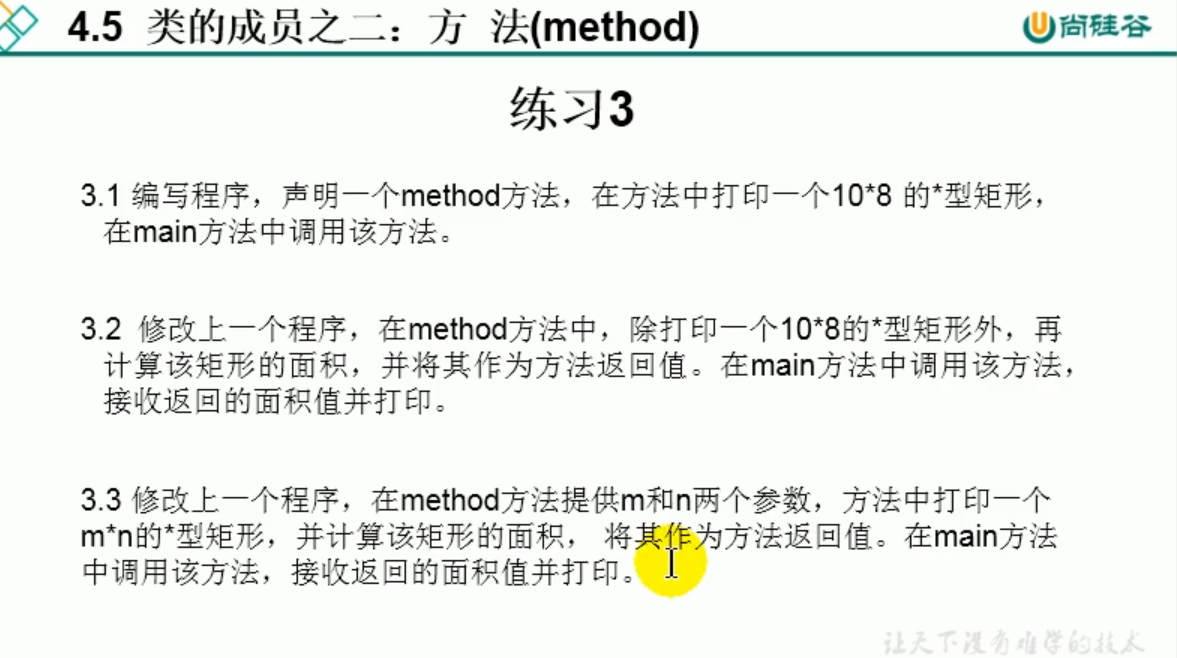 4.5 类的成员之二：方 法(method)
尚硅谷
练习3
3.1 编写程序，声明一个method方法，在方法中打印一个10*8 的*型矩形，
在main方法中调用该方法。
3.2 修改上一个程序，在method方法中，除打印一个10*8的*型矩形外，再
计算该矩形的面积，并将其作为方法返回值。在main方法中调用该方法，
接收返回的面积值并打印。
3.3 修改上一个程序，在method方法提供m和n两个参数，方法中打印一个
m*n的*型矩形，并计算该矩形的面积， 将其作为方法返回值。在main方法
中调用该方法，接收返回的面积值并打印。
让天下没有难学的技术